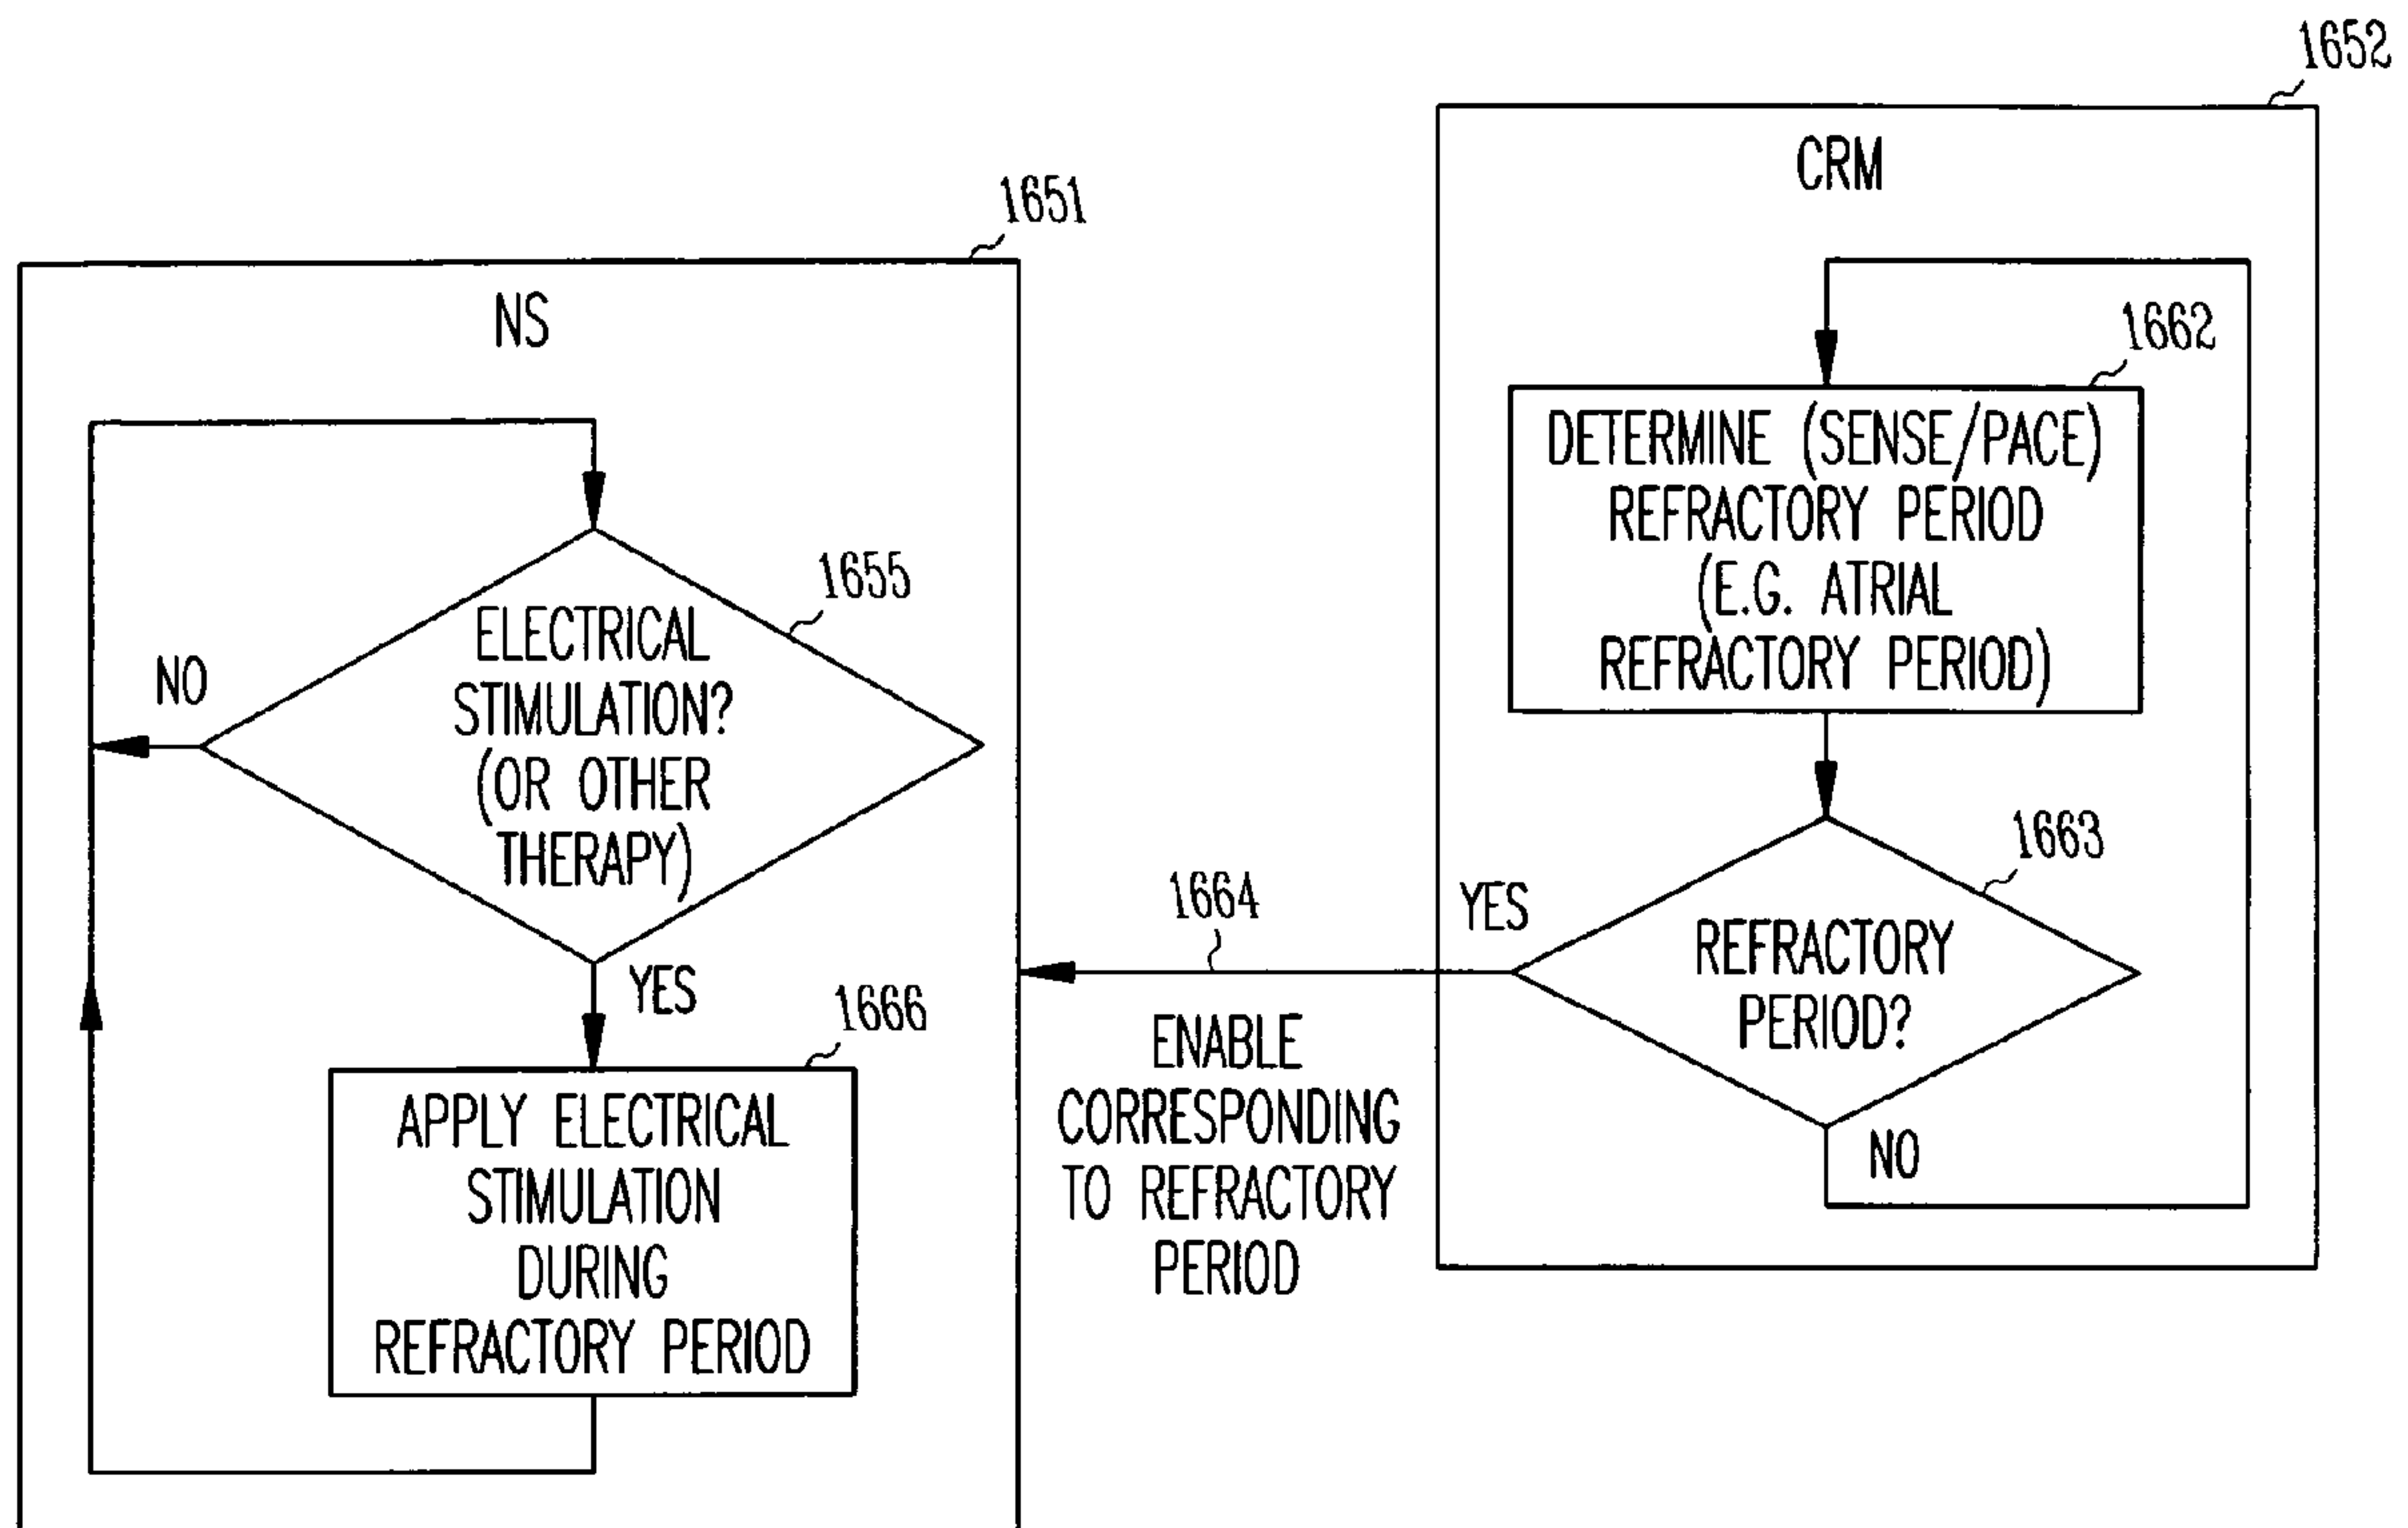 1652
CRM
1651
NS
1662
DETERMINE (SENSE/PACE)
REFRACTORY PERIOD
(E.G. ATRIAL
REFRACTORY PERIOD)
1655
ELECTRICAL
STIMULATION?
(OR OTHER
THERAPY)
NO
YES
1666
APPLY ELECTRICAL
STIMULATION
DURING
REFRACTORY PERIOD
1664
ENABLE
CORRESPONDING
TO REFRACTORY
PERIOD
1663
YES
REFRACTORY
PERIOD?
NO